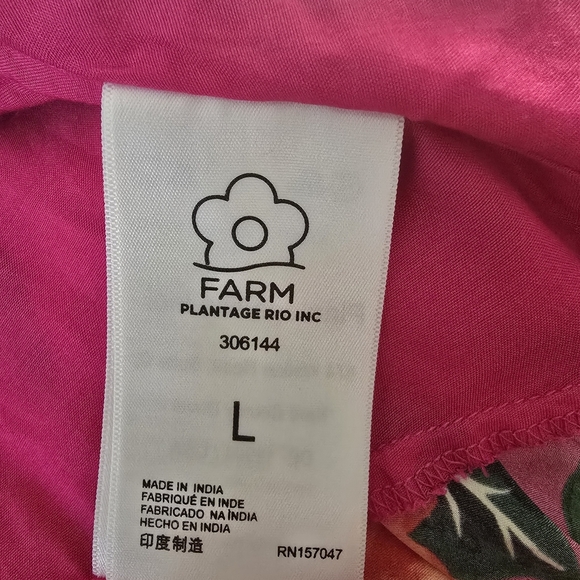 FARM
PLANTAGE RIO INC
306144
L
MADE IN INDIA
FABRIQUÉ EN INDE
FABRICADO NA ÍNDIA
HECHO EN INDIA
印度制造 RN157047